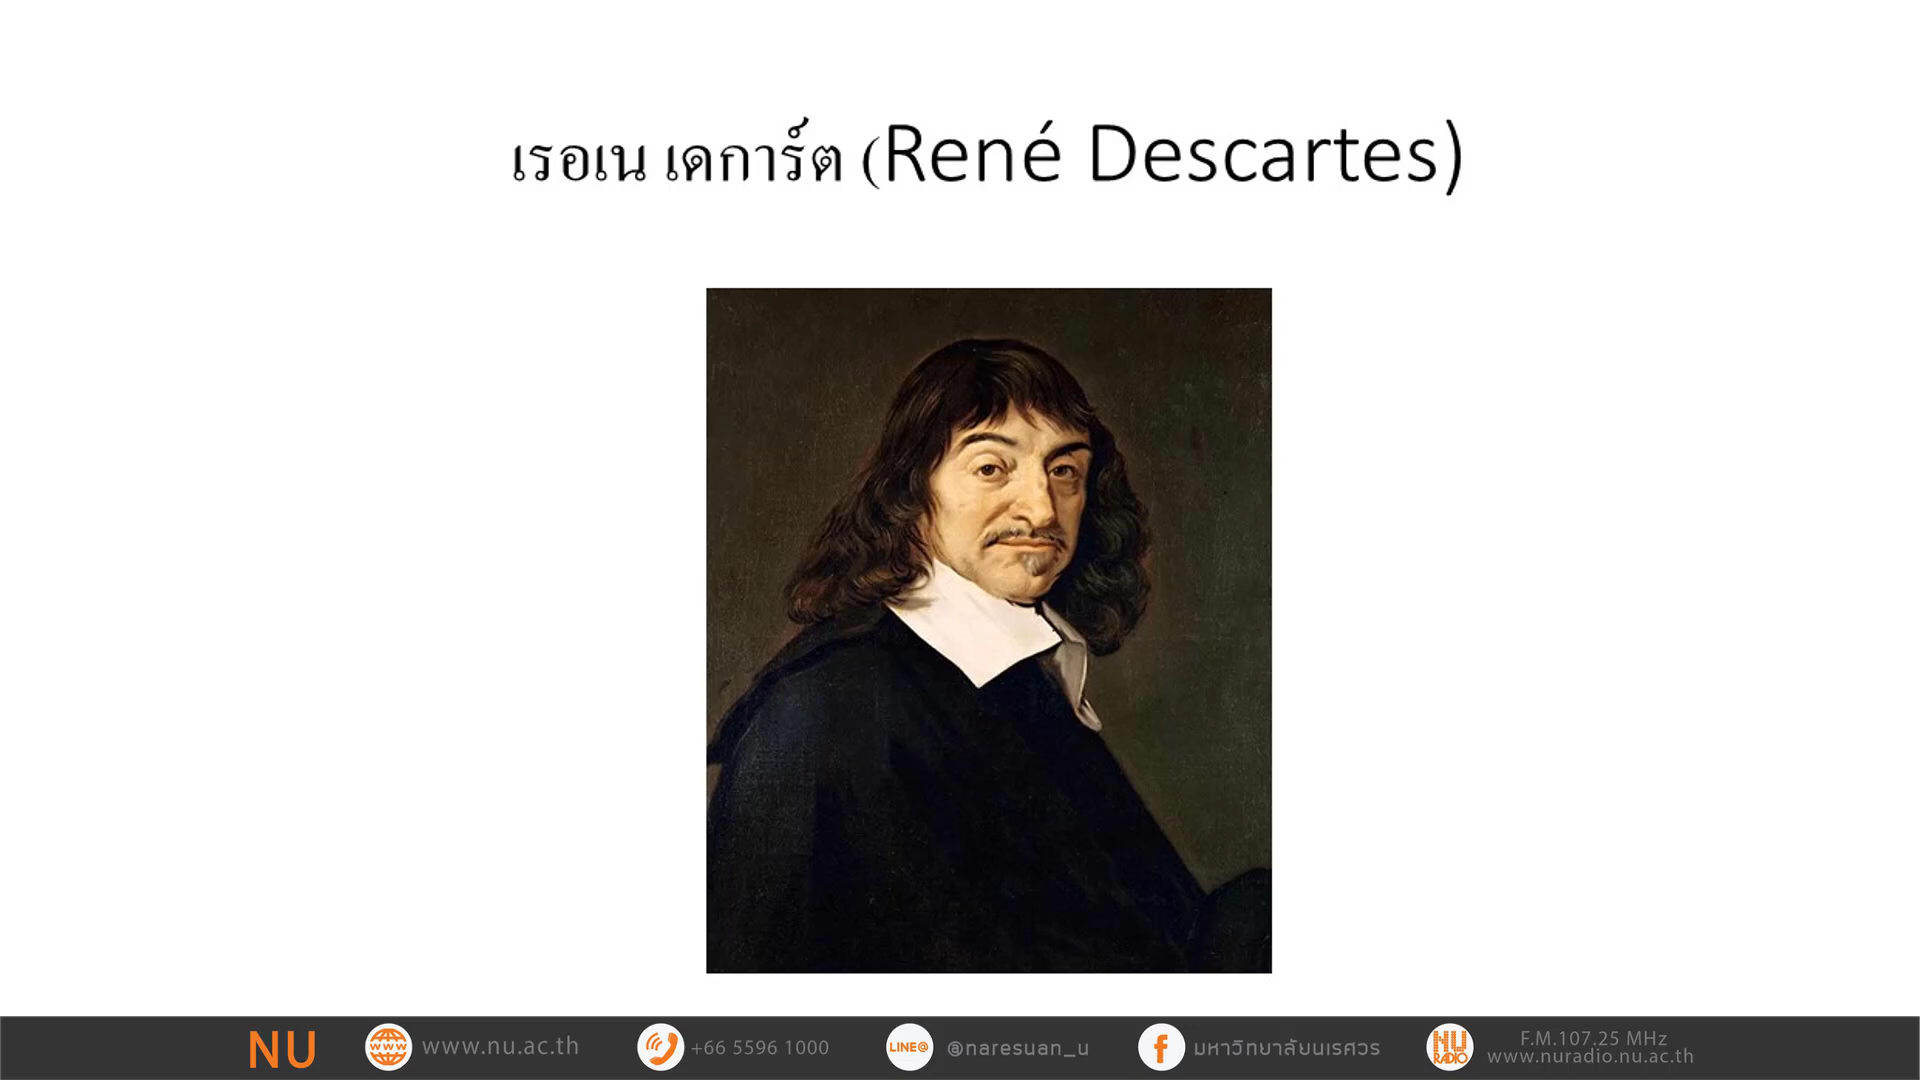 เรอเน เดการ์ต (René Descartes)
NU
www
www.nu.ac.th
+66 5596 1000
LINE@
@naresuan_u
f
มหาวิทยาลัยนเรศวร
NU
RADIO
F.M.107.25 MHz
www.nuradio.nu.ac.th